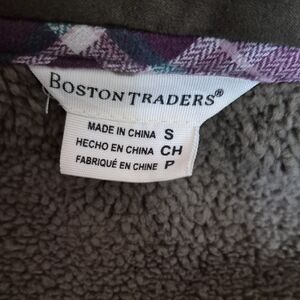 BOSTON TRADERS®
MADE IN CHINA S
HECHO EN CHINA CH
FABRIQUÉ EN CHINE P